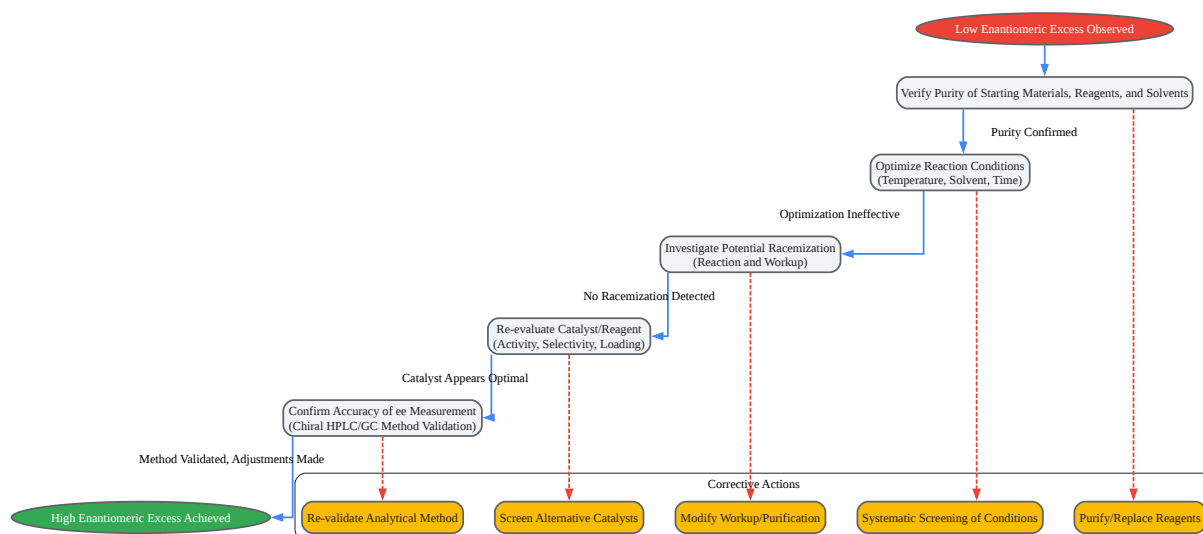 Low Enantiomeric Excess Observed
Verify Purity of Starting Materials, Reagents, and Solvents
Purity Confirmed
Optimize Reaction Conditions
(Temperature, Solvent, Time)
Optimization Ineffective
Investigate Potential Racemization
(Reaction and Workup)
No Racemization Detected
Re-evaluate Catalyst/Reagent
(Activity, Selectivity, Loading)
Catalyst Appears Optimal
Confirm Accuracy of ee Measurement
(Chiral HPLC/GC Method Validation)
Method Validated, Adjustments Made
Corrective Actions
High Enantiomeric Excess Achieved
Re-validate Analytical Method
Screen Alternative Catalysts
Modify Workup/Purification
Systematic Screening of Conditions
Purify/Replace Reagents